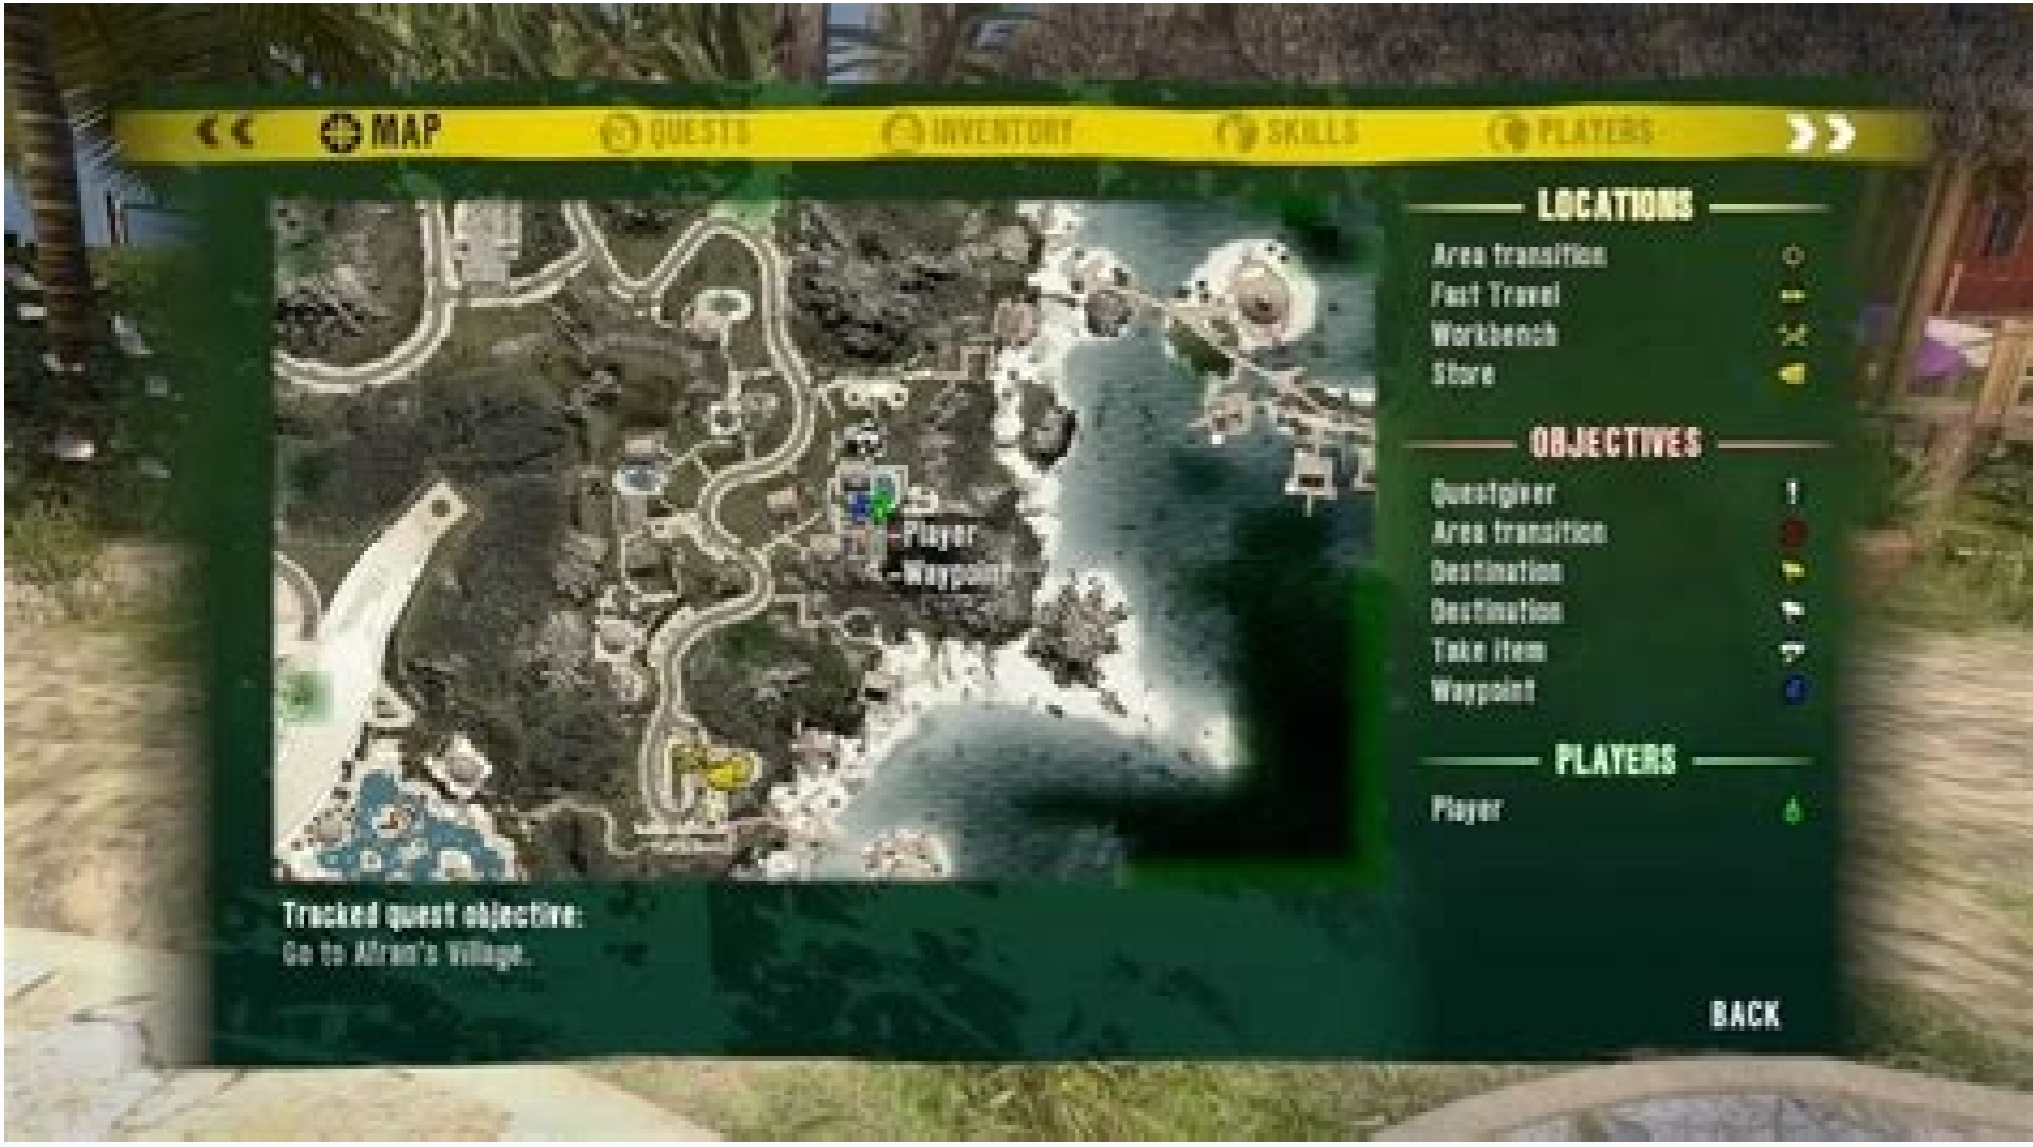 MAP QUESTS INVENTORY SKILLS PLAYERS
LOCATIONS
Area transition
Fast Travel
Workbench
Store
OBJECTIVES
Questgiver
Area transition
Destination
Destination
Take item
Waypoint
PLAYERS
Player
Player
Waypoint
Tracked quest objective:
Go to Afran's Village.
BACK